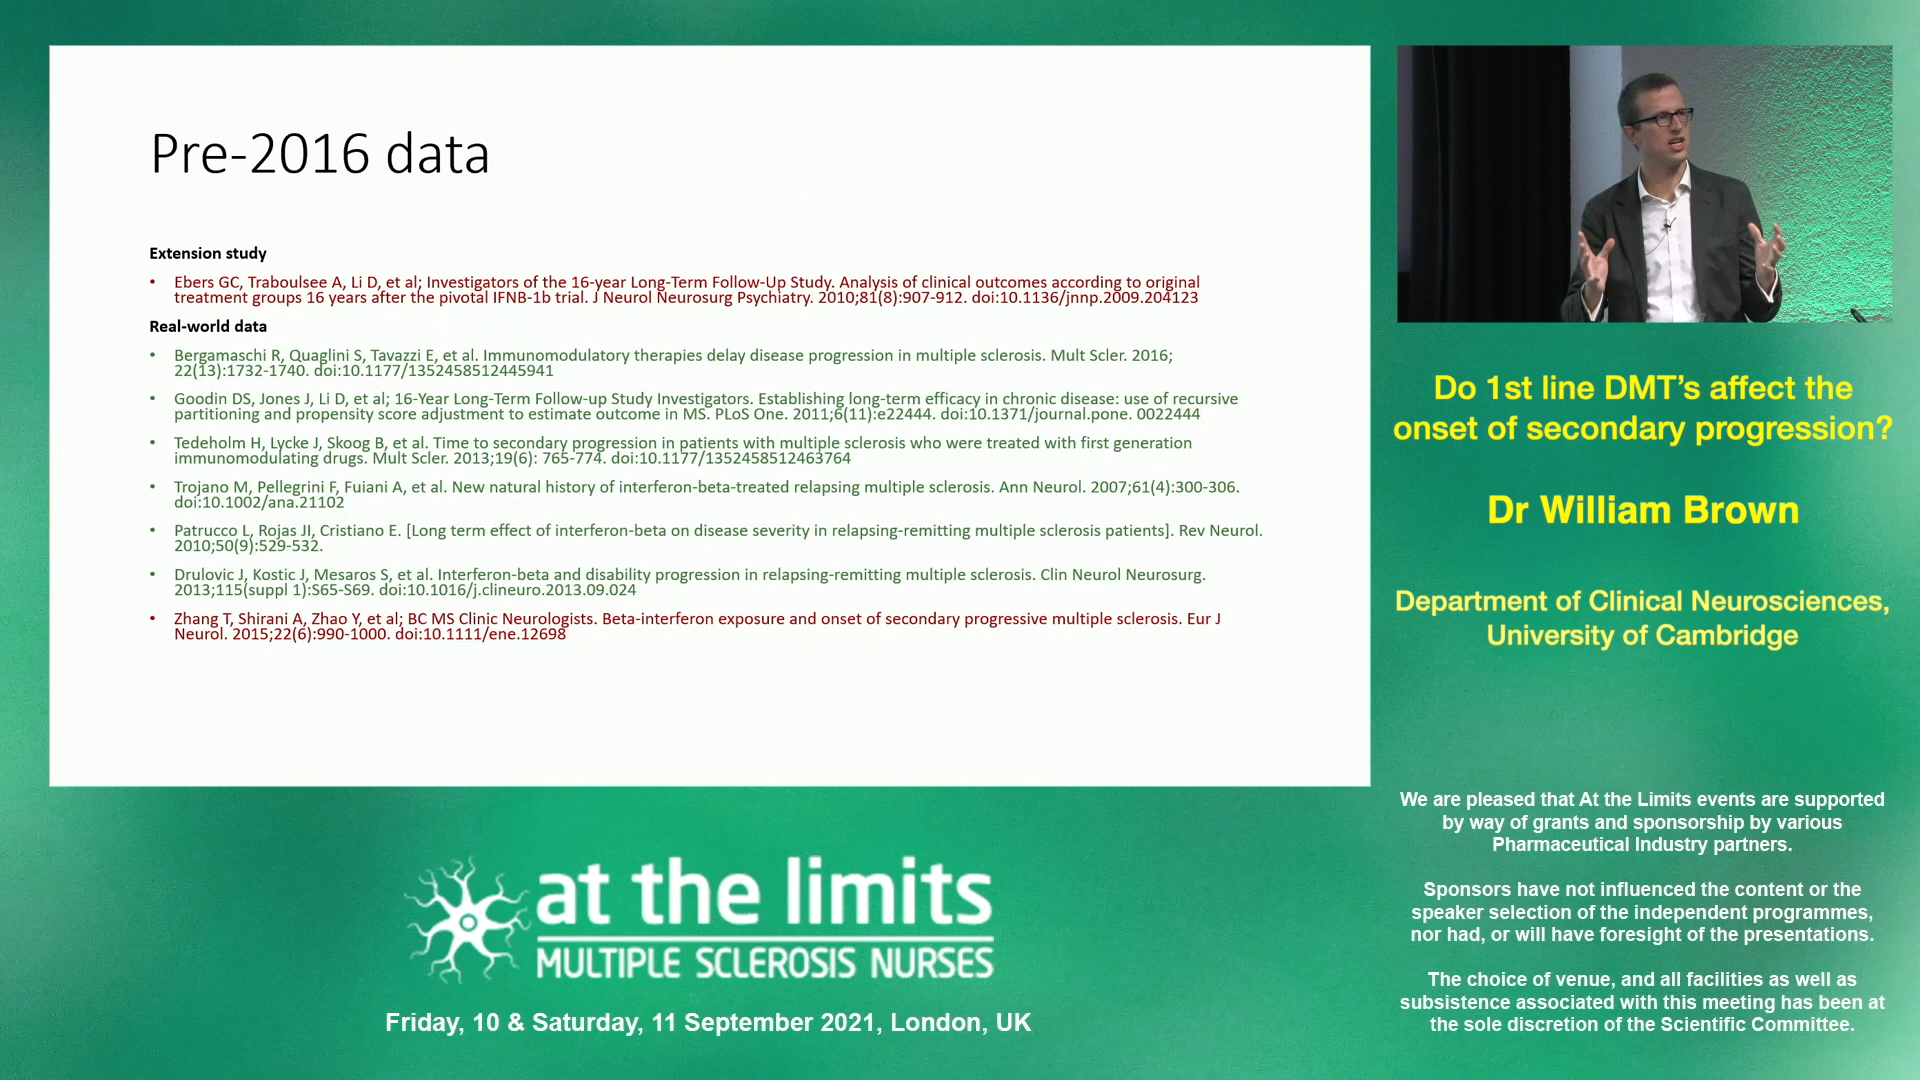 Pre-2016 data
Extension study
• Ebers GC, Traboulsee A, Li D, et al; Investigators of the 16-year Long-Term Follow-Up Study. Analysis of clinical outcomes according to original
treatment groups 16 years after the pivotal IFNB-1b trial. J Neurol Neurosurg Psychiatry. 2010;81(8):907-912. doi:10.1136/jnnp.2009.204123
Real-world data
• Bergamaschi R, Quaglini S, Tavazzi E, et al. Immunomodulatory therapies delay disease progression in multiple sclerosis. Mult Scler. 2016;
22(13):1732-1740. doi:10.1177/1352458512445941
• Goodin DS, Jones J, Li D, et al; 16-Year Long-Term Follow-up Study Investigators. Establishing long-term efficacy in chronic disease: use of recursive
partitioning and propensity score adjustment to estimate outcome in MS. PLoS One. 2011;6(11):e22444. doi:10.1371/journal.pone. 0022444
• Tedeholm H, Lycke J, Skoog B, et al. Time to secondary progression in patients with multiple sclerosis who were treated with first generation
immunomodulating drugs. Mult Scler. 2013;19(6): 765-774. doi:10.1177/1352458512463764
• Trojano M, Pellegrini F, Fuiani A, et al. New natural history of interferon-beta-treated relapsing multiple sclerosis. Ann Neurol. 2007;61(4):300-306.
doi:10.1002/ana.21102
• Patrucco L, Rojas JI, Cristiano E. [Long term effect of interferon-beta on disease severity in relapsing-remitting multiple sclerosis patients]. Rev Neurol.
2010;50(9):529-532.
• Drulovic J, Kostic J, Mesaros S, et al. Interferon-beta and disability progression in relapsing-remitting multiple sclerosis. Clin Neurol Neurosurg.
2013;115(suppl 1):S65-S69. doi:10.1016/j.clineuro.2013.09.024
• Zhang T, Shirani A, Zhao Y, et al; BC MS Clinic Neurologists. Beta-interferon exposure and onset of secondary progressive multiple sclerosis. Eur J
Neurol. 2015;22(6):990-1000. doi:10.1111/ene.12698
Do 1st line DMT's affect the
onset of secondary progression?
Dr William Brown
Department of Clinical Neurosciences,
University of Cambridge
We are pleased that At the Limits events are supported
by way of grants and sponsorship by various
Pharmaceutical Industry partners.
Sponsors have not influenced the content or the
speaker selection of the independent programmes,
nor had, or will have foresight of the presentations.
The choice of venue, and all facilities as well as
subsistence associated with this meeting has been at
the sole discretion of the Scientific Committee.
at the limits
MULTIPLE SCLEROSIS NURSES
Friday, 10 & Saturday, 11 September 2021, London, UK